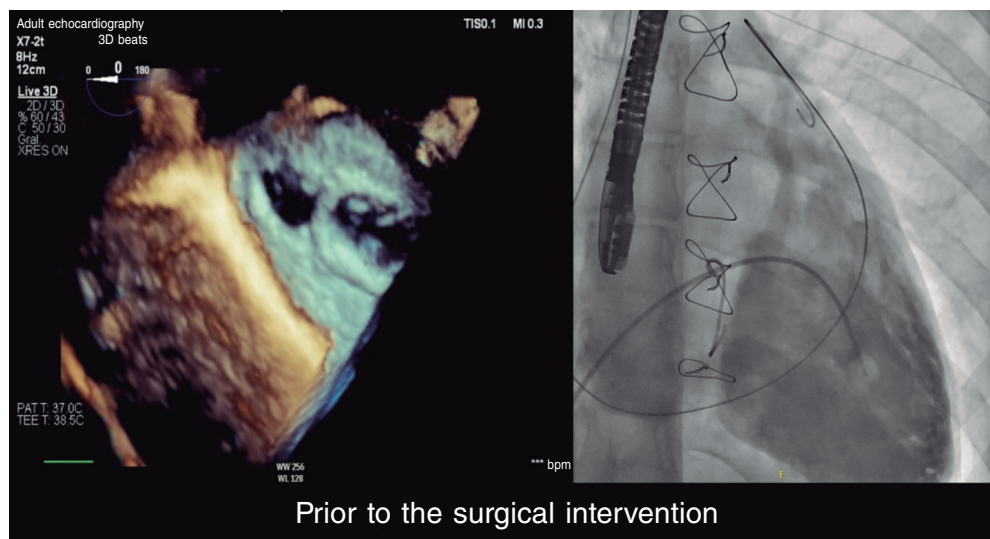 Adult echocardiography
TIS0.1 MI 0.3
X7-2t
3D beats
8Hz
12cm
0 0 180
Live 3D
2D / 3D
% 60 / 43
C 50 / 30
Gral
XRES ON
PAT T: 37.0C
TEE T: 38.5C
WW 256
WL 128
*** bpm
F
Prior to the surgical intervention